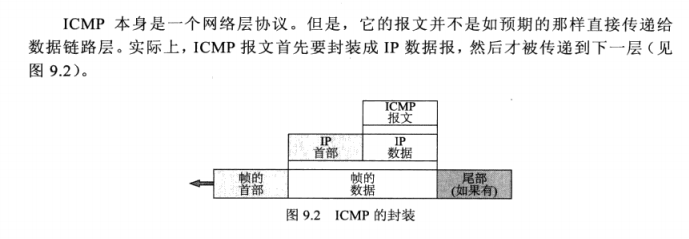 ICMP 本身是一个网络层协议。但是，它的报文并不是如预期的那样直接传递给
数据链路层。实际上，ICMP 报文首先要封装成 IP 数据报，然后才被传递到下一层（见
图 9.2）。
ICMP
报文
IP
首部
IP
数据
帧的
首部
帧的
数据
尾部
(如果有)
图 9.2 ICMP 的封装